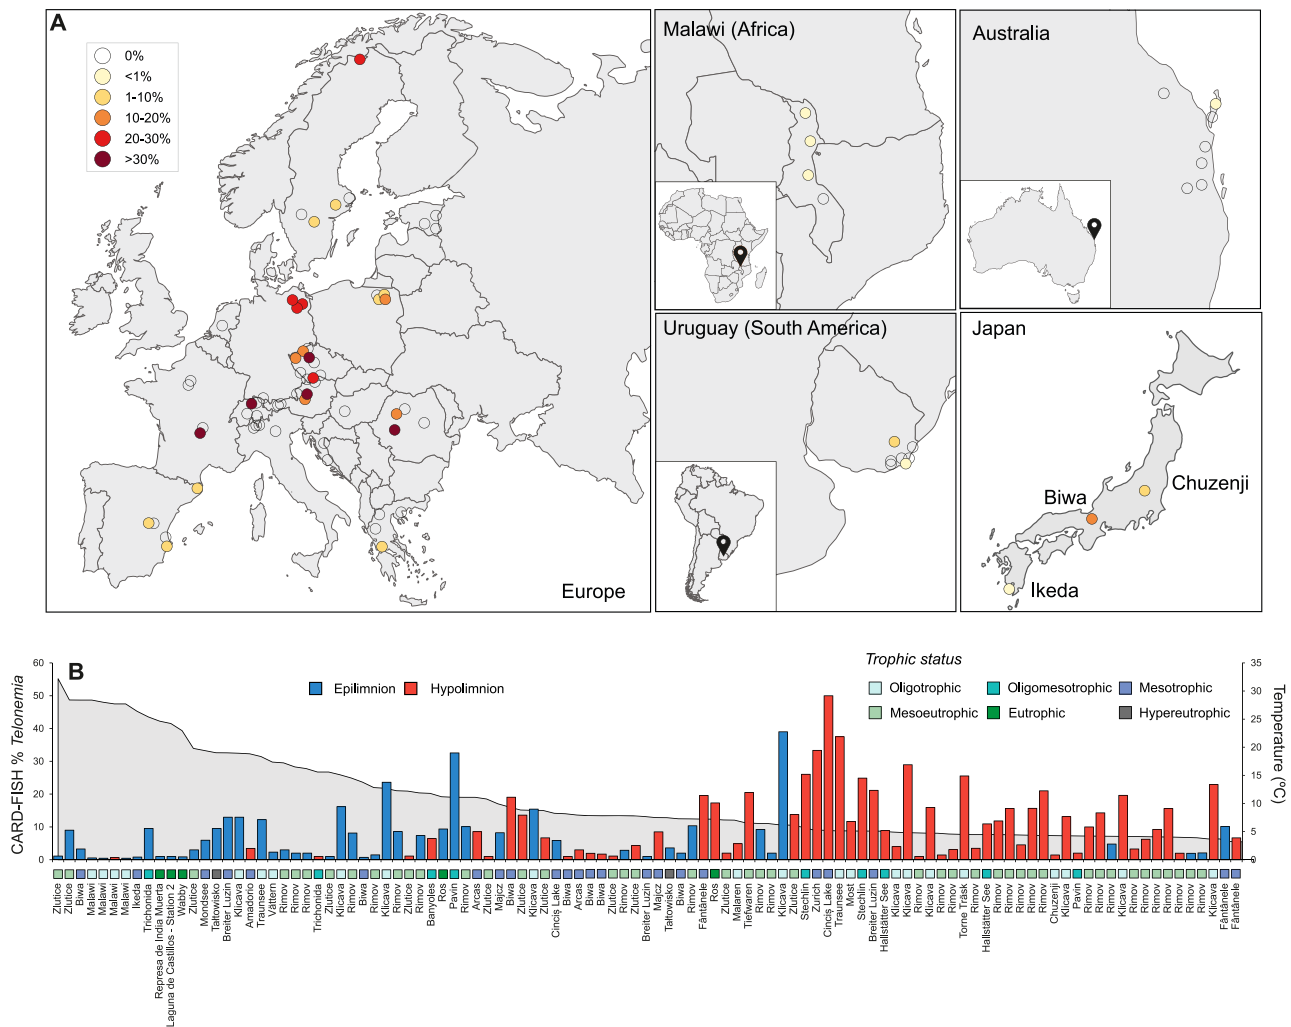 A
0%
<1%
1-10%
10-20%
20-30%
>30%
Europe
Malawi (Africa)
Australia
Uruguay (South America)
Japan
Chuzenji
Biwa
Ikeda
B
CARD-FISH % Telonemia
60
50
40
30
20
10
0
Epilimnion
Hypolimnion
Trophic status
Oligotrophic
Oligomesotrophic
Mesotrophic
Mesoeutrophic
Eutrophic
Hypereutrophic
35
30
25
20
15
10
5
0
Temperature (ºC)
Zlutice
Zlutice
Biwa
Malawi
Malawi
Malawi
Malawi
Ikeda
Trichonida
Represa de India Muerta
Laguna de Castillos - Station 2
Wabby
Zlutice
Mondsee
Tałtowisko
Breiter Luzin
Klicava
Amadorio
Traunsee
Vättern
Rimov
Rimov
Rimov
Trichonida
Klicava
Rimov
Biwa
Rimov
Klicava
Rimov
Zlutice
Klicava
Banyoles
Ros
Pavin
Rimov
Arcas
Zlutice
Majcz
Biwa
Zlutice
Klicava
Zlutice
Cinciș Lake
Biwa
Arcas
Biwa
Biwa
Zlutice
Rimov
Zlutice
Breiter Luzin
Majcz
Tałtowisko
Biwa
Rimov
Fântânele
Ros
Zlutice
Malaren
Tiefwaren
Rimov
Rimov
Klicava
Zlutice
Stechlin
Zurich
Cinciș Lake
Traunsee
Most
Stechlin
Breiter Luzin
Hallstätter See
Klicava
Klicava
Rimov
Klicava
Rimov
Rimov
Torne Träsk
Rimov
Hallstätter See
Rimov
Rimov
Rimov
Rimov
Rimov
Chuzenji
Klicava
Pavin
Rimov
Rimov
Rimov
Klicava
Rimov
Rimov
Rimov
Rimov
Rimov
Rimov
Rimov
Klicava
Fântânele
Fântânele